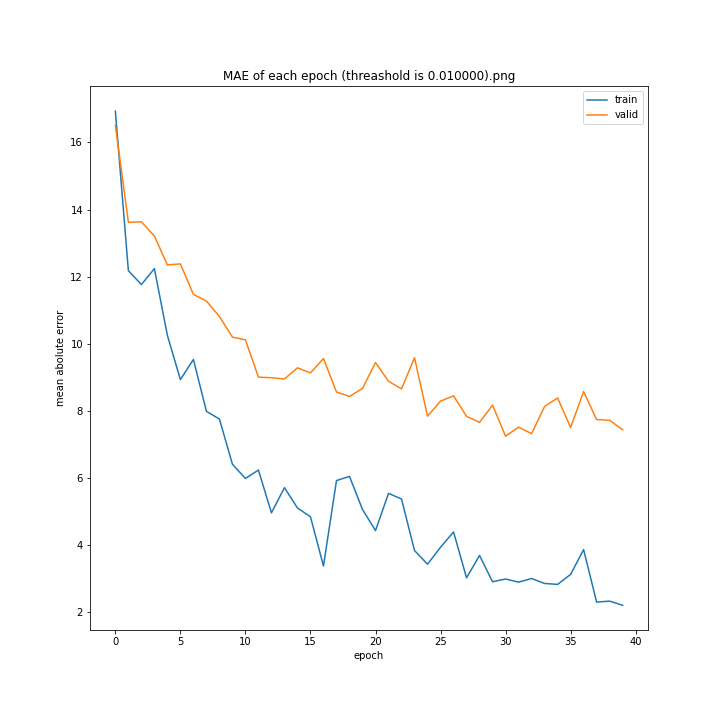 MAE of each epoch (threashold is 0.010000).png
train
valid
16
14
12
10
8
6
4
2
mean abolute error
0 5 10 15 20 25 30 35 40
epoch